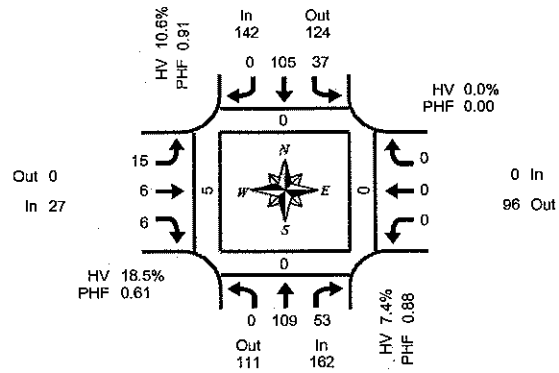 In Out
142 124
HV 10.6%
PHF 0.91
0 105 37
HV 0.0%
PHF 0.00
0
15
6
6
Out 0
In 27
5
N
W E
S
0
0
0
0
0 In
96 Out
0
HV 18.5%
PHF 0.61
0 109 53
Out In
111 162
HV 7.4%
PHF 0.88